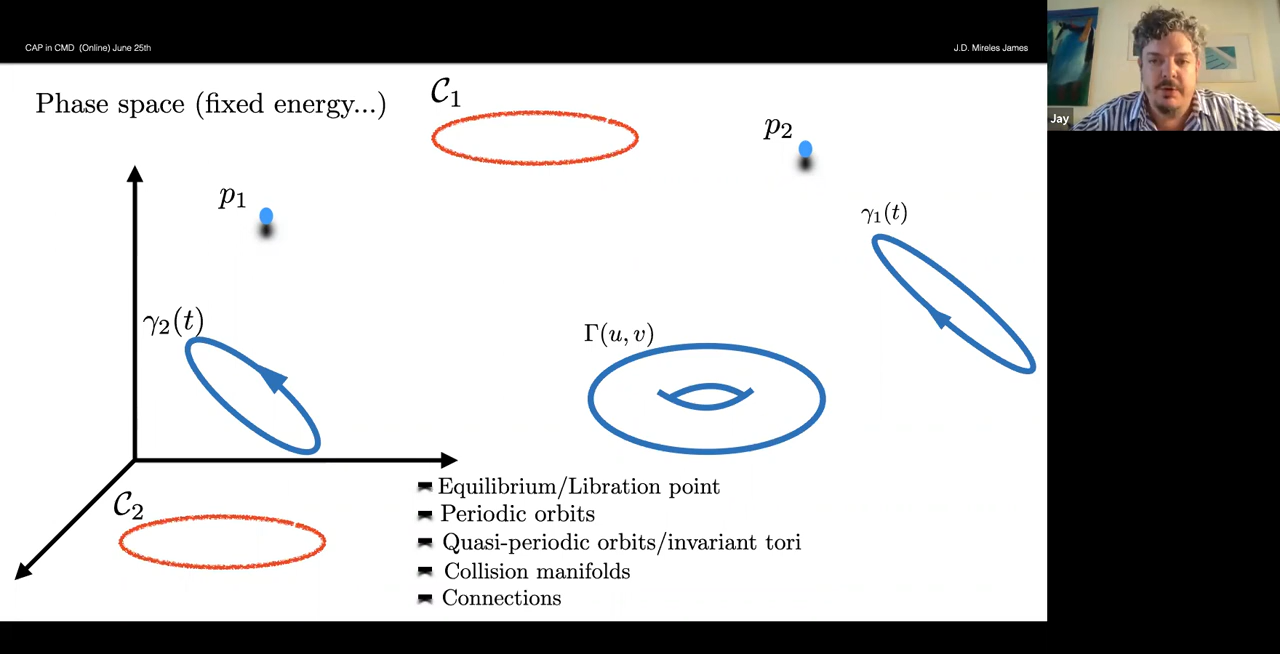 CAP in CMD (Online) June 25th
J.D. Mireles James
Jay
Phase space (fixed energy...)
𝒞₁
p₂
p₁
γ₁(t)
γ₂(t)
Γ(u, v)
𝒞₂
Equilibrium/Libration point
Periodic orbits
Quasi-periodic orbits/invariant tori
Collision manifolds
Connections